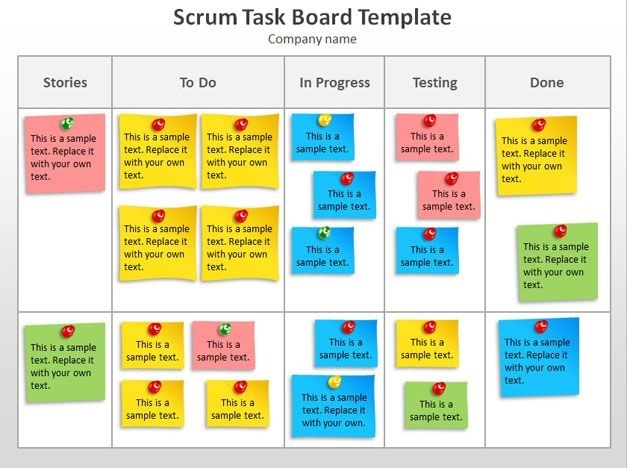 Scrum Task Board Template
Company name
Stories
To Do
In Progress
Testing
Done
This is a sample
text. Replace it
with your own
text.
This is a sample
text. Replace it
with your own
text.
This is a sample
text. Replace it
with your own
text.
This is a sample
text. Replace it
with your own
text.
This is a sample
text. Replace it
with your own
text.
This is a
sample text.
This is a
sample text.
This is a
sample text.
This is a
sample text.
This is a
sample text.
This is a
sample text.
This is a sample
text. Replace it
with your own
text.
This is a sample
text. Replace it
with your own
text.
This is a sample
text. Replace it
with your own
text.
This is a
sample text.
This is a
sample text.
This is a
sample text.
This is a
sample text.
This is a
sample text.
This is a sample
text. Replace it
with your own.
This is a
sample text.
This is a
sample text.
This is a sample
text. Replace it
with your own
text.